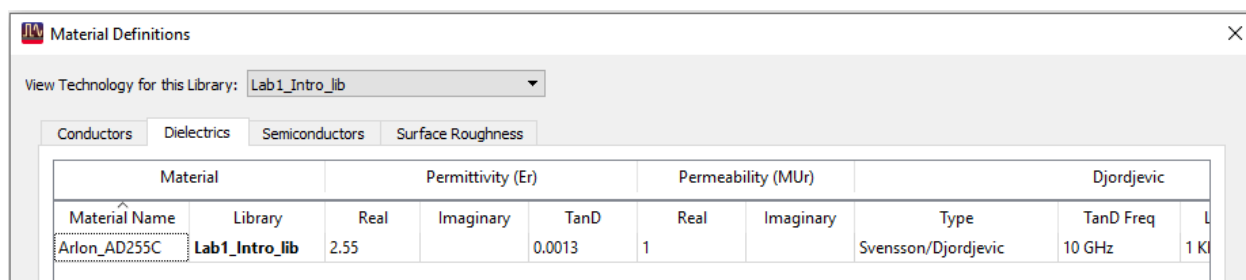 Material Definitions
View Technology for this Library: Lab1_Intro_lib
Conductors Dielectrics Semiconductors Surface Roughness
Material Permittivity (Er) Permeability (MUr) Djordjevic
Material Name Library Real Imaginary TanD Real Imaginary Type TanD Freq L
Arlon_AD255C Lab1_Intro_lib 2.55 0.0013 1 Svensson/Djordjevic 10 GHz 1